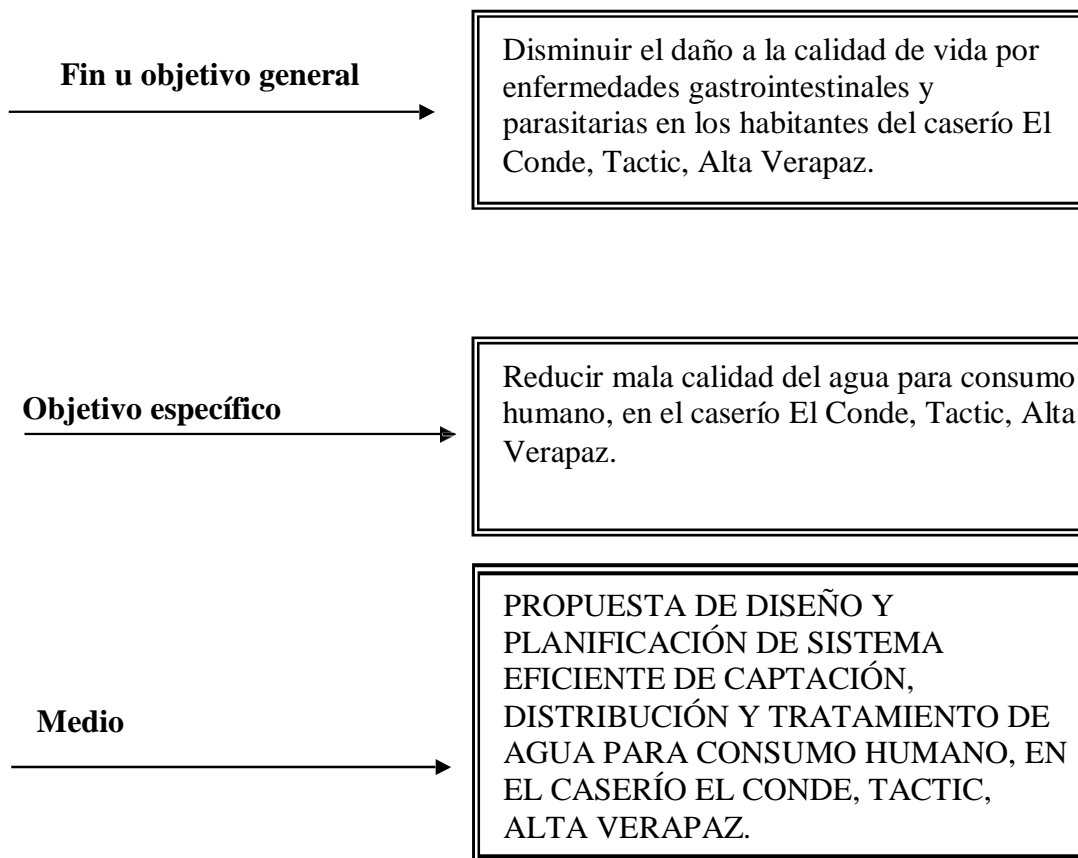 Fin u objetivo general
Disminuir el daño a la calidad de vida por
enfermedades gastrointestinales y
parasitarias en los habitantes del caserío El
Conde, Tactic, Alta Verapaz.
Objetivo específico
Reducir mala calidad del agua para consumo
humano, en el caserío El Conde, Tactic, Alta
Verapaz.
Medio
PROPUESTA DE DISEÑO Y
PLANIFICACIÓN DE SISTEMA
EFICIENTE DE CAPTACIÓN,
DISTRIBUCIÓN Y TRATAMIENTO DE
AGUA PARA CONSUMO HUMANO, EN
EL CASERÍO EL CONDE, TACTIC,
ALTA VERAPAZ.